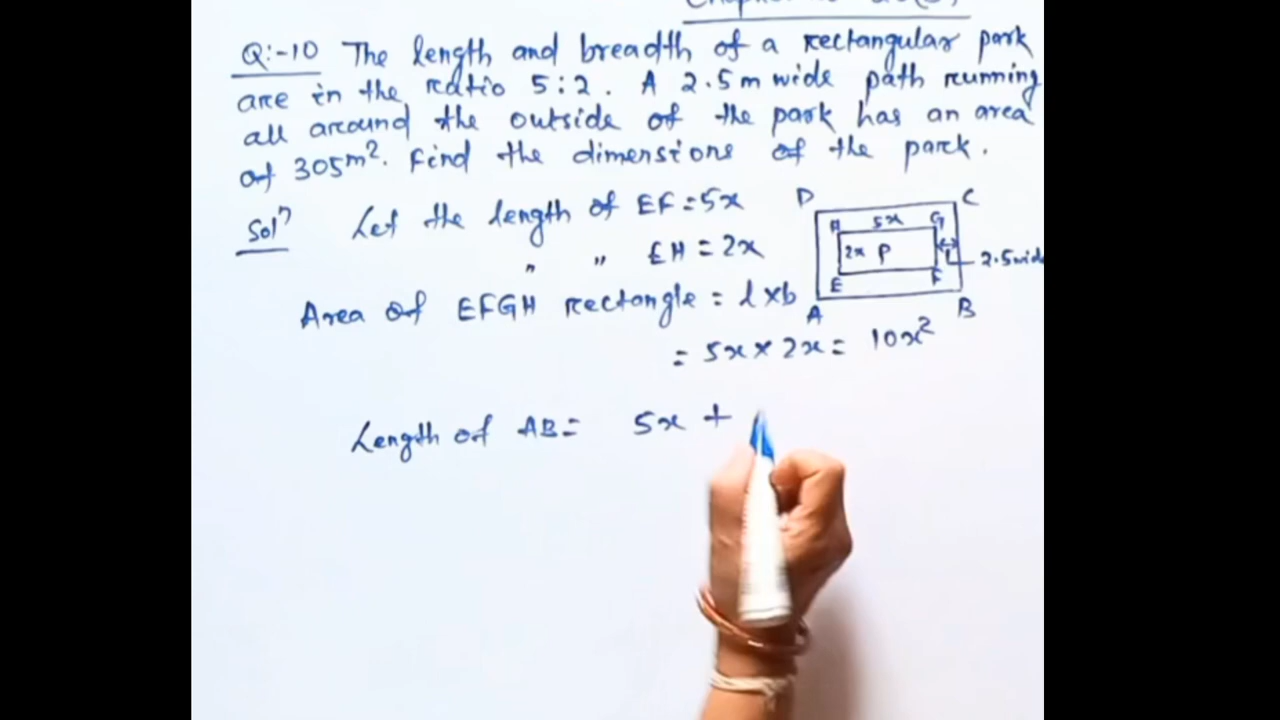 Q:-10 The length and breadth of a rectangular park
are in the ratio 5:2. A 2.5m wide path running
all around the outside of the park has an area
of 305m². Find the dimensions of the park.
Solⁿ Let the length of EF = 5x
" " EH = 2x
Area of EFGH rectangle = l×b
= 5x × 2x = 10x²
Length of AB = 5x +
D C
H 5x G
2x P
2.5wide
E F
A B